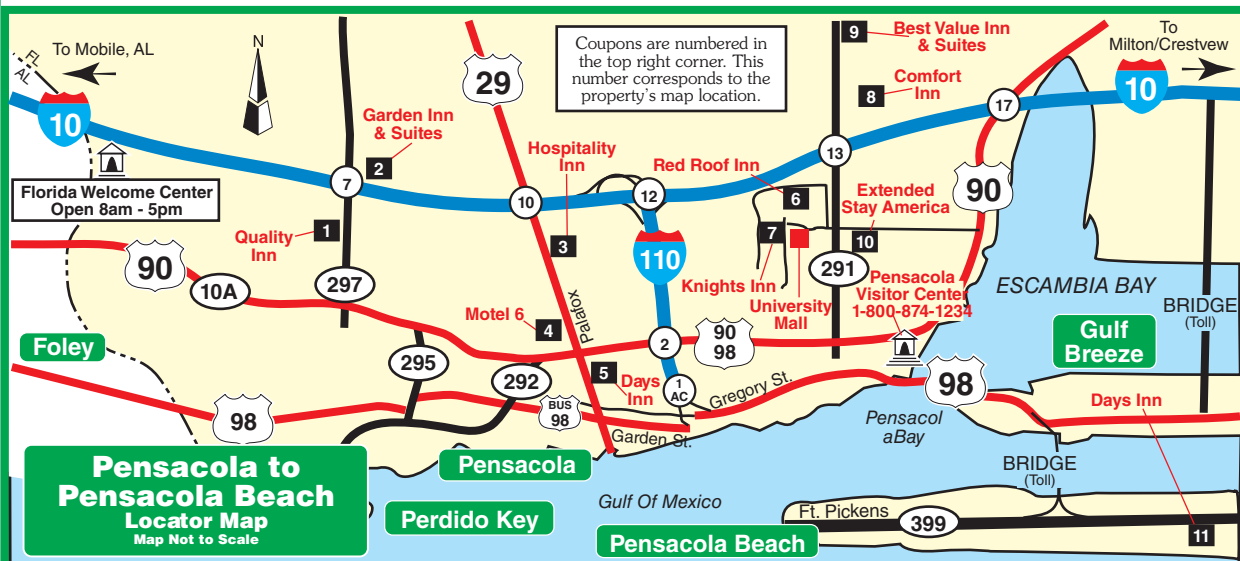 FL
AL
To Mobile, AL
10
N
29
Coupons are numbered in
the top right corner. This
number corresponds to the
property's map location.
9
Best Value Inn
& Suites
8
Comfort
Inn
To
Milton/Crestvew
10
17
Florida Welcome Center
Open 8am - 5pm
Garden Inn
& Suites
2
7
1
Quality
Inn
Hospitality
Inn
10
3
12
Red Roof Inn
13
6
7
Extended
Stay America
10
90
90
10A
297
110
Knights Inn
University
Mall
291
Pensacola
Visitor Center
1-800-874-1234
ESCAMBIA BAY
BRIDGE
(Toll)
Motel 6
4
Palafox
2
90
98
Gulf
Breeze
Foley
295
292
5
Days
Inn
1
AC
Gregory St.
98
98
BUS
98
Garden St.
Pensacol
aBay
Days Inn
Pensacola to
Pensacola Beach
Locator Map
Map Not to Scale
Pensacola
Perdido Key
Gulf Of Mexico
Pensacola Beach
BRIDGE
(Toll)
Ft. Pickens
399
11